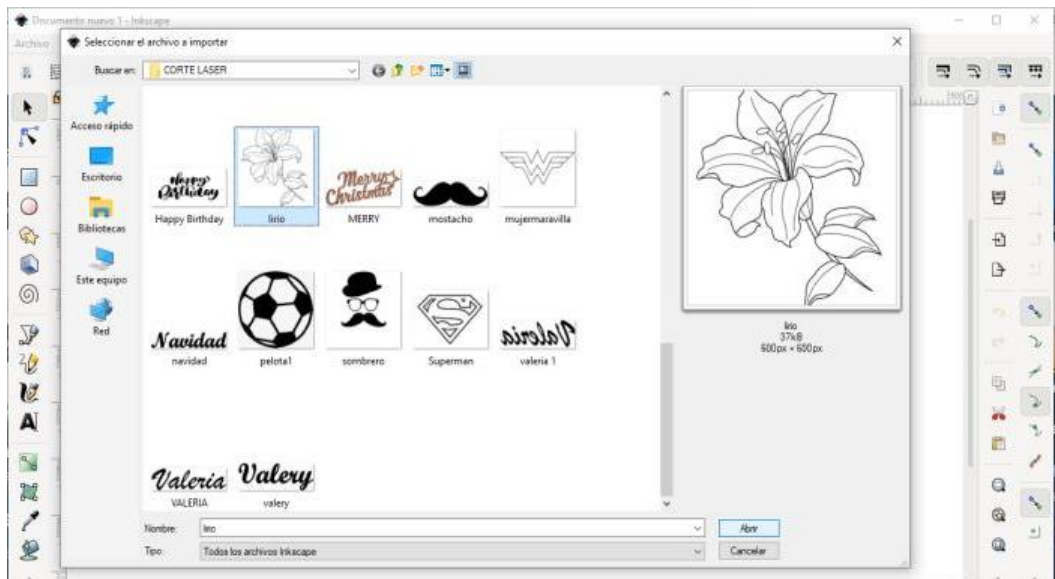 Documento nuevo 1 - Inkscape
Archivo
Seleccionar el archivo a importar
Buscar en: CORTE LASER
Acceso rápido
Escritorio
Bibliotecas
Este equipo
Red
Happy
Birthday
Merry
Christmas
Happy Birthday
lirio
MERRY
mostacho
mujermaravilla
Navidad
Valeria
navidad
pelota1
sombrero
Superman
valeria 1
Valeria
Valery
VALERIA
valery
lirio
37kB
600px × 600px
Nombre: lirio
Abrir
Tipo: Todos los archivos Inkscape
Cancelar